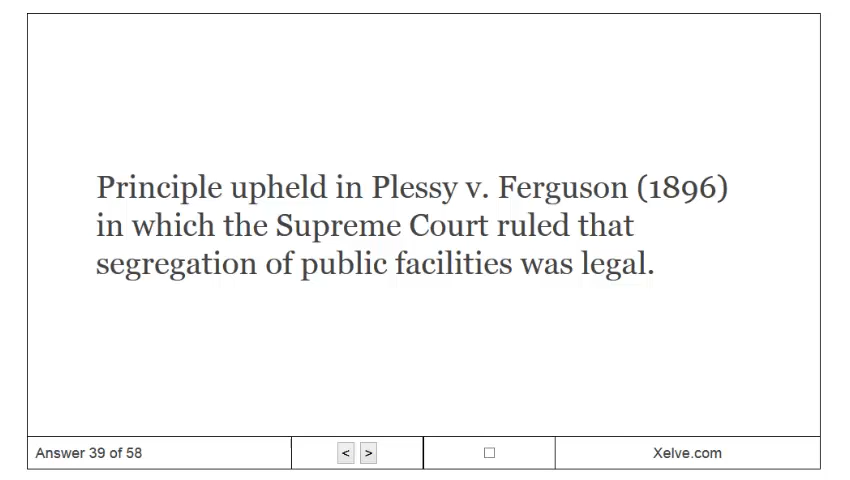 Principle upheld in Plessy v. Ferguson (1896)
in which the Supreme Court ruled that
segregation of public facilities was legal.
Answer 39 of 58 < > Xelve.com